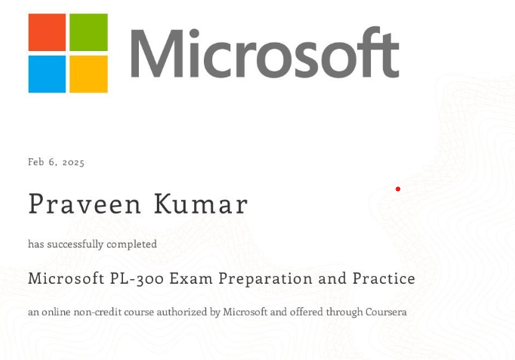 Microsoft
Feb 6, 2025
Praveen Kumar
has successfully completed
Microsoft PL-300 Exam Preparation and Practice
an online non-credit course authorized by Microsoft and offered through Coursera